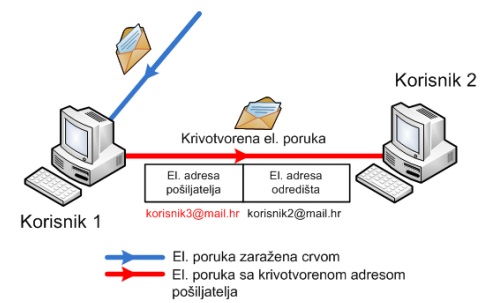 Korisnik 2
Krivotvorena el. poruka
El. adresa
pošiljatelja
El. adresa
odredišta
Korisnik 1
korisnik3@mail.hr
korisnik2@mail.hr
El. poruka zaražena crvom
El. poruka sa krivotvorenom adresom
pošiljatelja